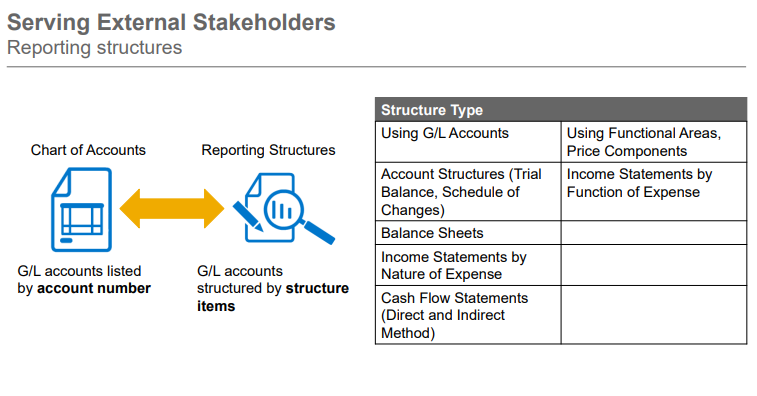 Serving External Stakeholders
Reporting structures
Chart of Accounts
Reporting Structures
G/L accounts listed
by account number
G/L accounts
structured by structure
items
Structure Type
Using G/L Accounts
Using Functional Areas,
Price Components
Account Structures (Trial
Balance, Schedule of
Changes)
Income Statements by
Function of Expense
Balance Sheets
Income Statements by
Nature of Expense
Cash Flow Statements
(Direct and Indirect
Method)